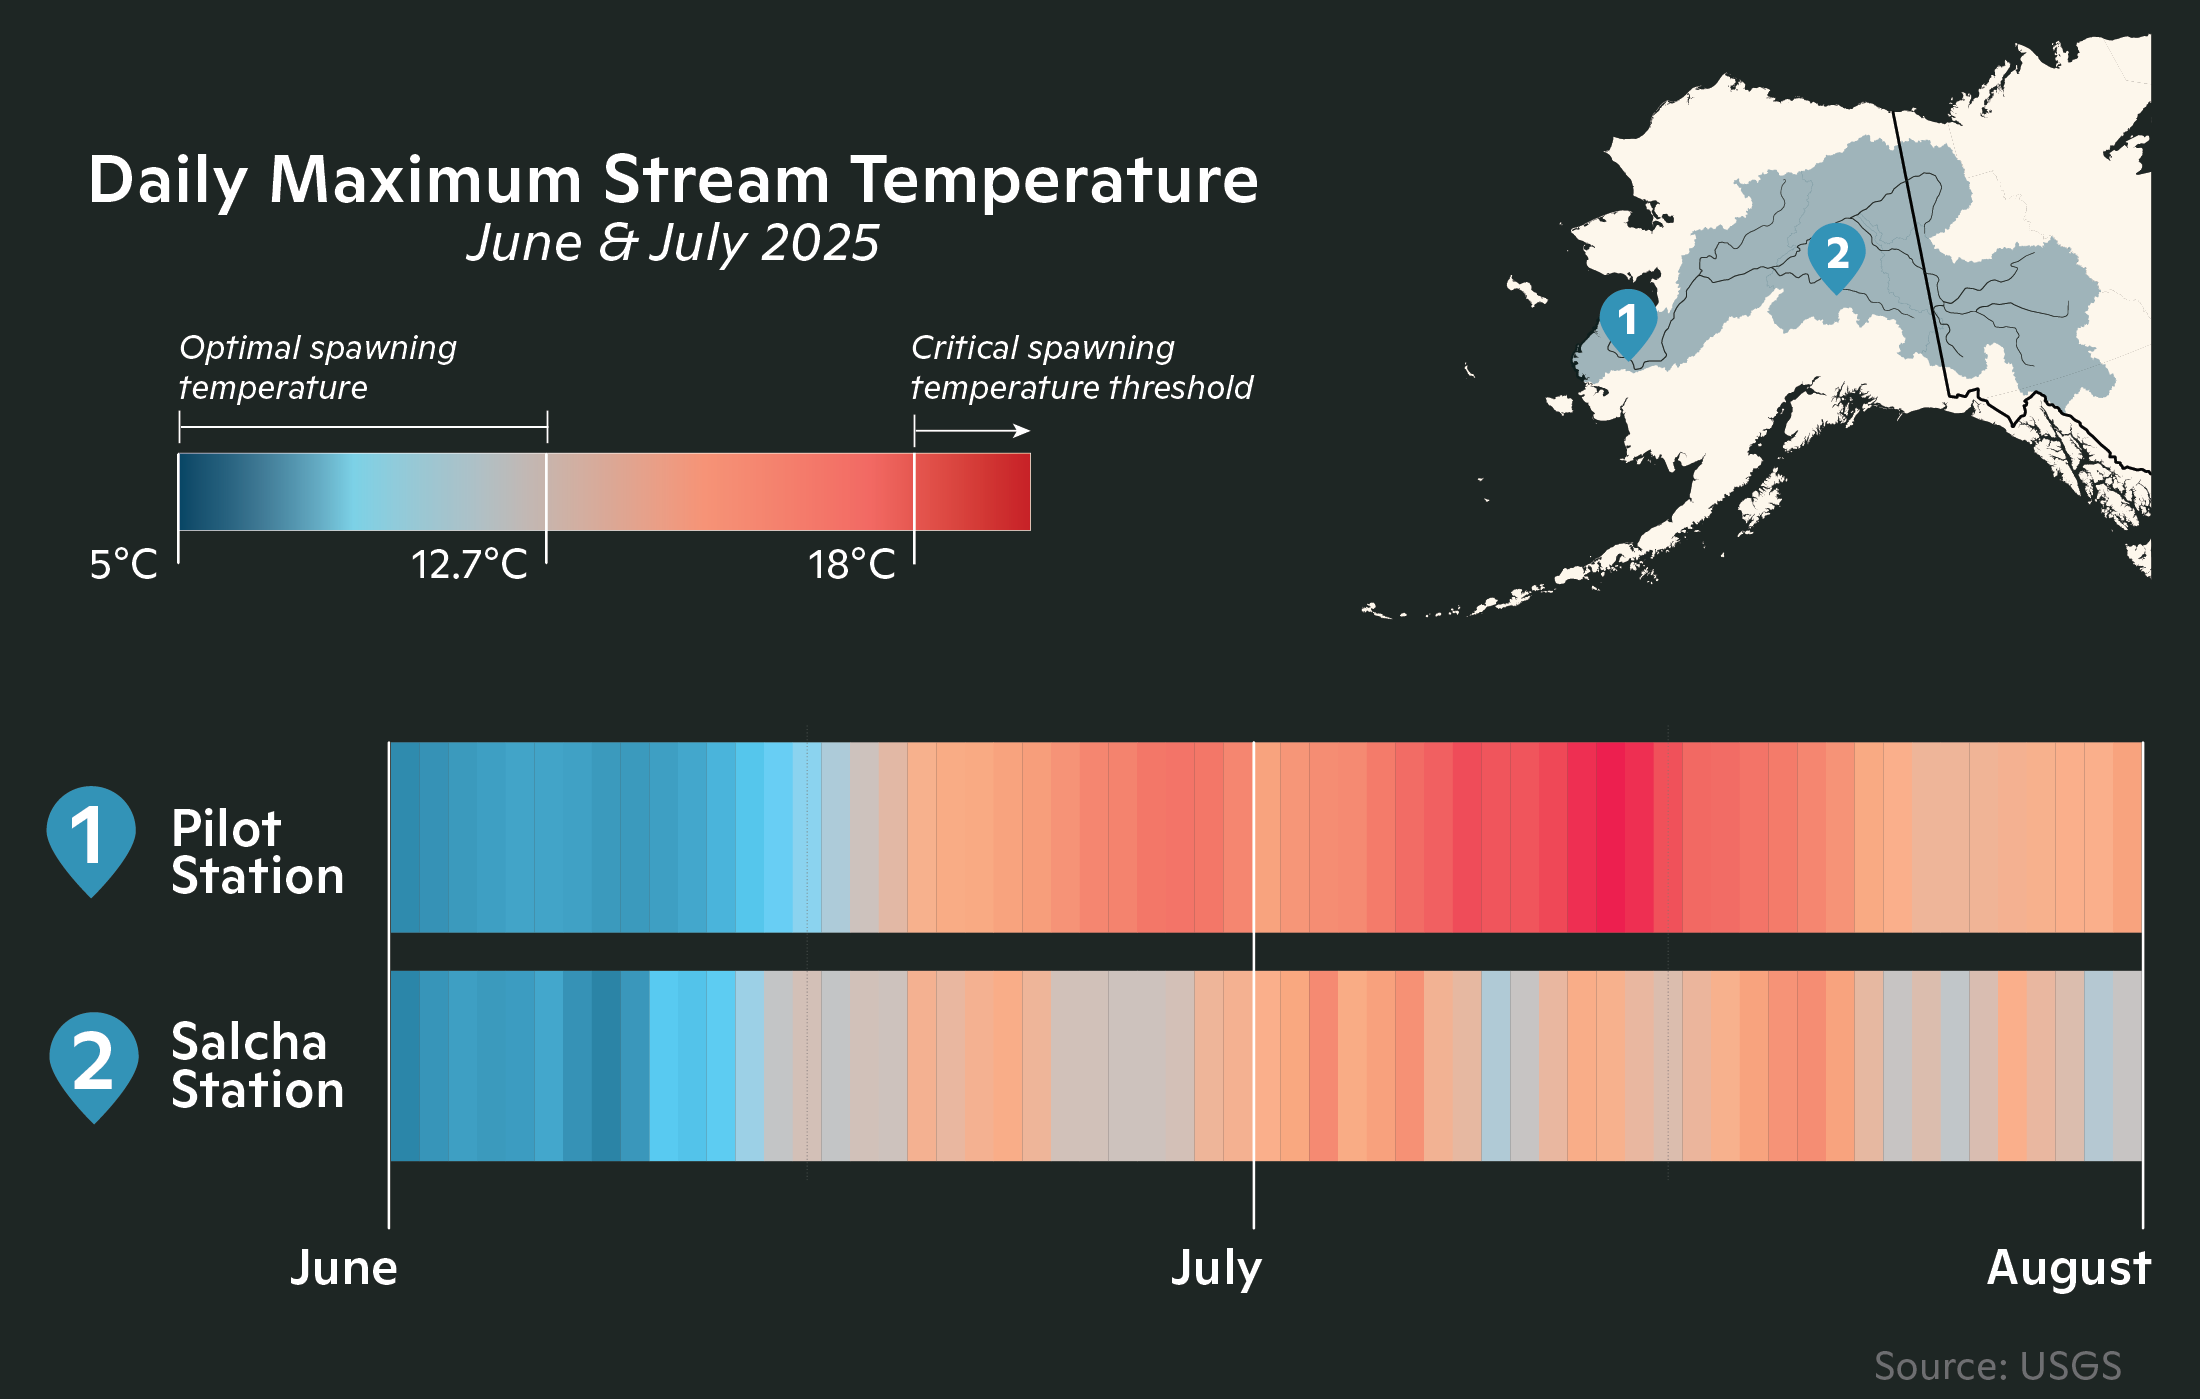 Daily Maximum Stream Temperature
June & July 2025
Optimal spawning
temperature
Critical spawning
temperature threshold
5°C
12.7°C
18°C
1
2
1
Pilot
Station
2
Salcha
Station
June
July
August
Source: USGS